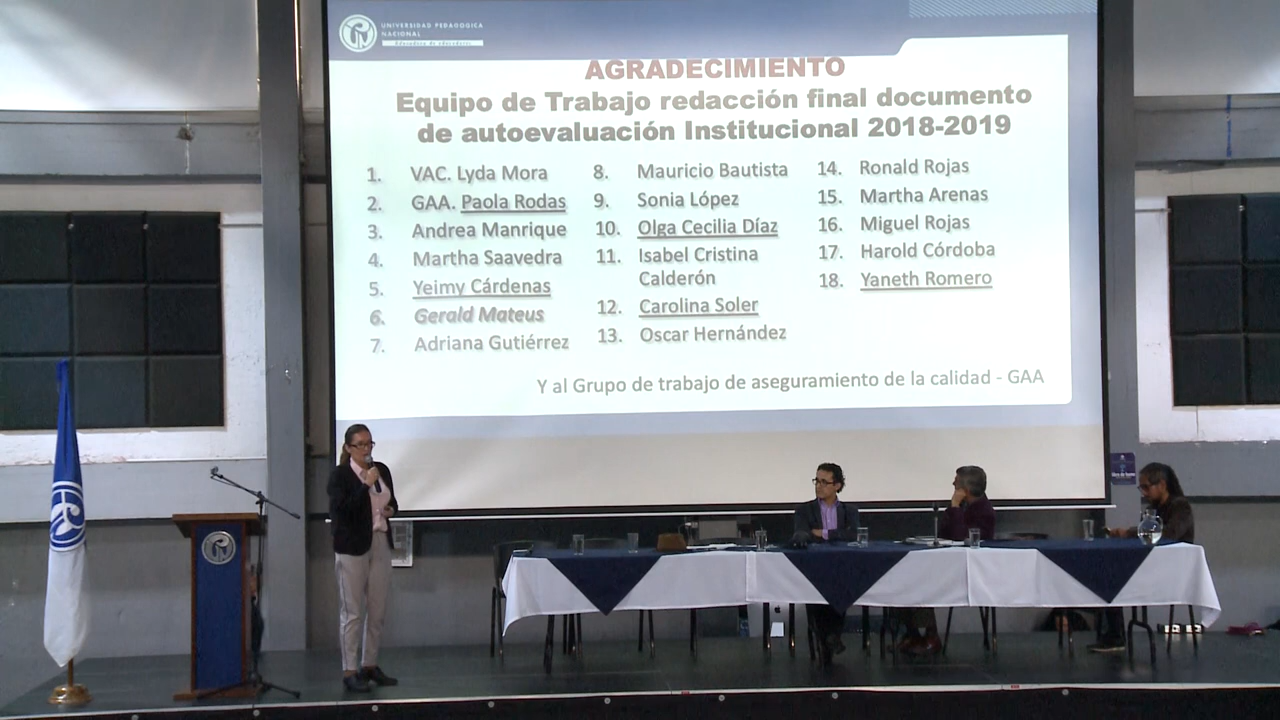 UNIVERSIDAD PEDAGOGICA
NACIONAL
Educadora de educadores
AGRADECIMIENTO
Equipo de Trabajo redacción final documento
de autoevaluación Institucional 2018-2019
1. VAC. Lyda Mora
2. GAA. Paola Rodas
3. Andrea Manrique
4. Martha Saavedra
5. Yeimy Cárdenas
6. Gerald Mateus
7. Adriana Gutiérrez
8. Mauricio Bautista
9. Sonia López
10. Olga Cecilia Díaz
11. Isabel Cristina
Calderón
12. Carolina Soler
13. Oscar Hernández
14. Ronald Rojas
15. Martha Arenas
16. Miguel Rojas
17. Harold Córdoba
18. Yaneth Romero
Y al Grupo de trabajo de aseguramiento de la calidad - GAA